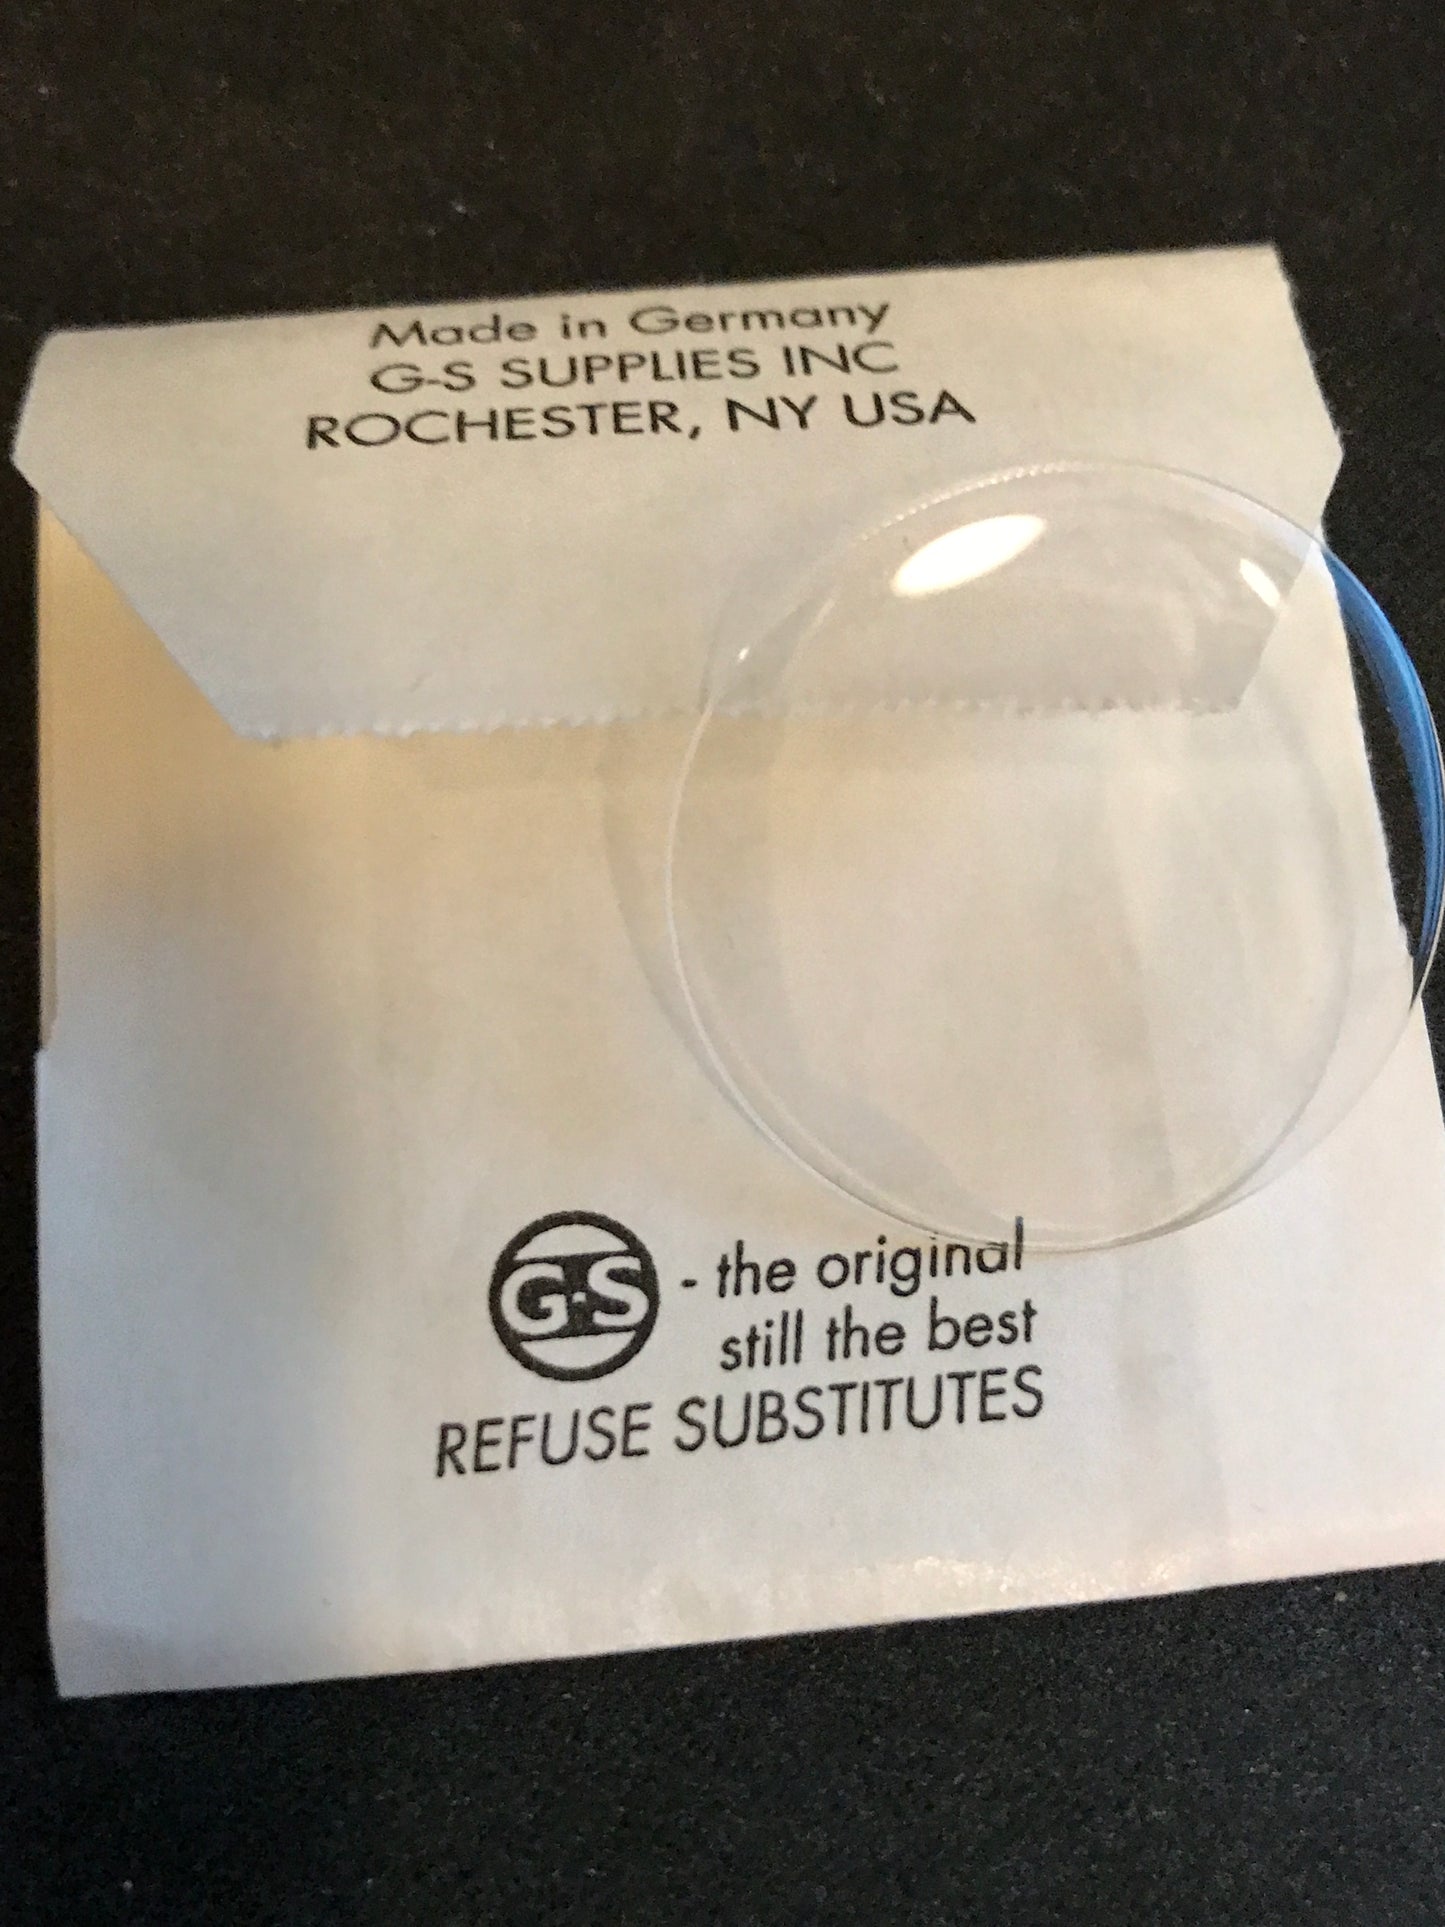 Made in Germany
G-S SUPPLIES INC
ROCHESTER, NY USA
G-S - the original
still the best
REFUSE SUBSTITUTES